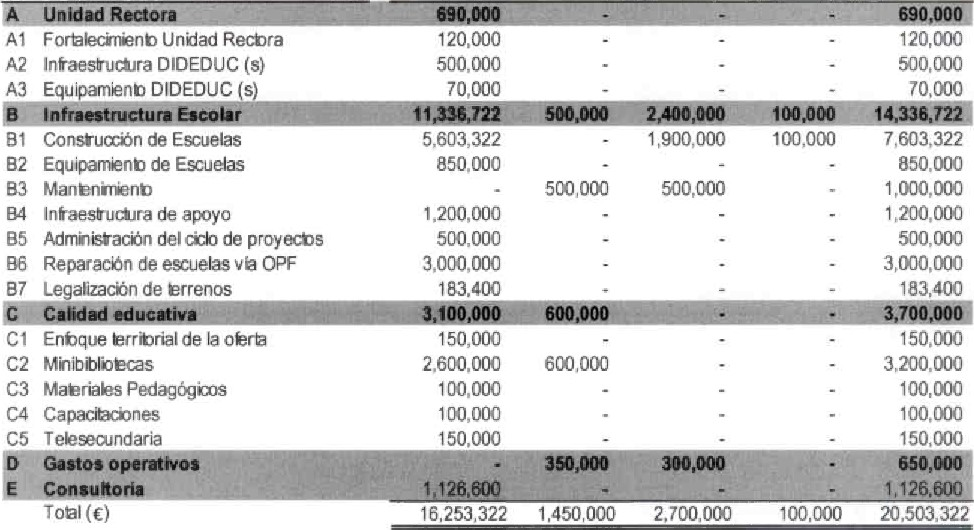 A Unidad Rectora 690,000 - - - 690,000
A1 Fortalecimiento Unidad Rectora 120,000 - - - 120,000
A2 Infraestructura DIDEDUC (s) 500,000 - - - 500,000
A3 Equipamiento DIDEDUC (s) 70,000 - - - 70,000
B Infraestructura Escolar 11,336,722 500,000 2,400,000 100,000 14,336,722
B1 Construcción de Escuelas 5,603,322 - 1,900,000 100,000 7,603,322
B2 Equipamiento de Escuelas 850,000 - - - 850,000
B3 Mantenimiento - 500,000 500,000 - 1,000,000
B4 Infraestructura de apoyo 1,200,000 - - - 1,200,000
B5 Administración del ciclo de proyectos 500,000 - - - 500,000
B6 Reparación de escuelas vía OPF 3,000,000 - - - 3,000,000
B7 Legalización de terrenos 183,400 - - - 183,400
C Calidad educativa 3,100,000 600,000 - - 3,700,000
C1 Enfoque territorial de la oferta 150,000 - - - 150,000
C2 Minibibliotecas 2,600,000 600,000 - - 3,200,000
C3 Materiales Pedagógicos 100,000 - - - 100,000
C4 Capacitaciones 100,000 - - - 100,000
C5 Telesecundaria 150,000 - - - 150,000
D Gastos operativos - 350,000 300,000 - 650,000
E Consultoria 1,126,600 - - - 1,126,600
Total (€) 16,253,322 1,450,000 2,700,000 100,000 20,503,322